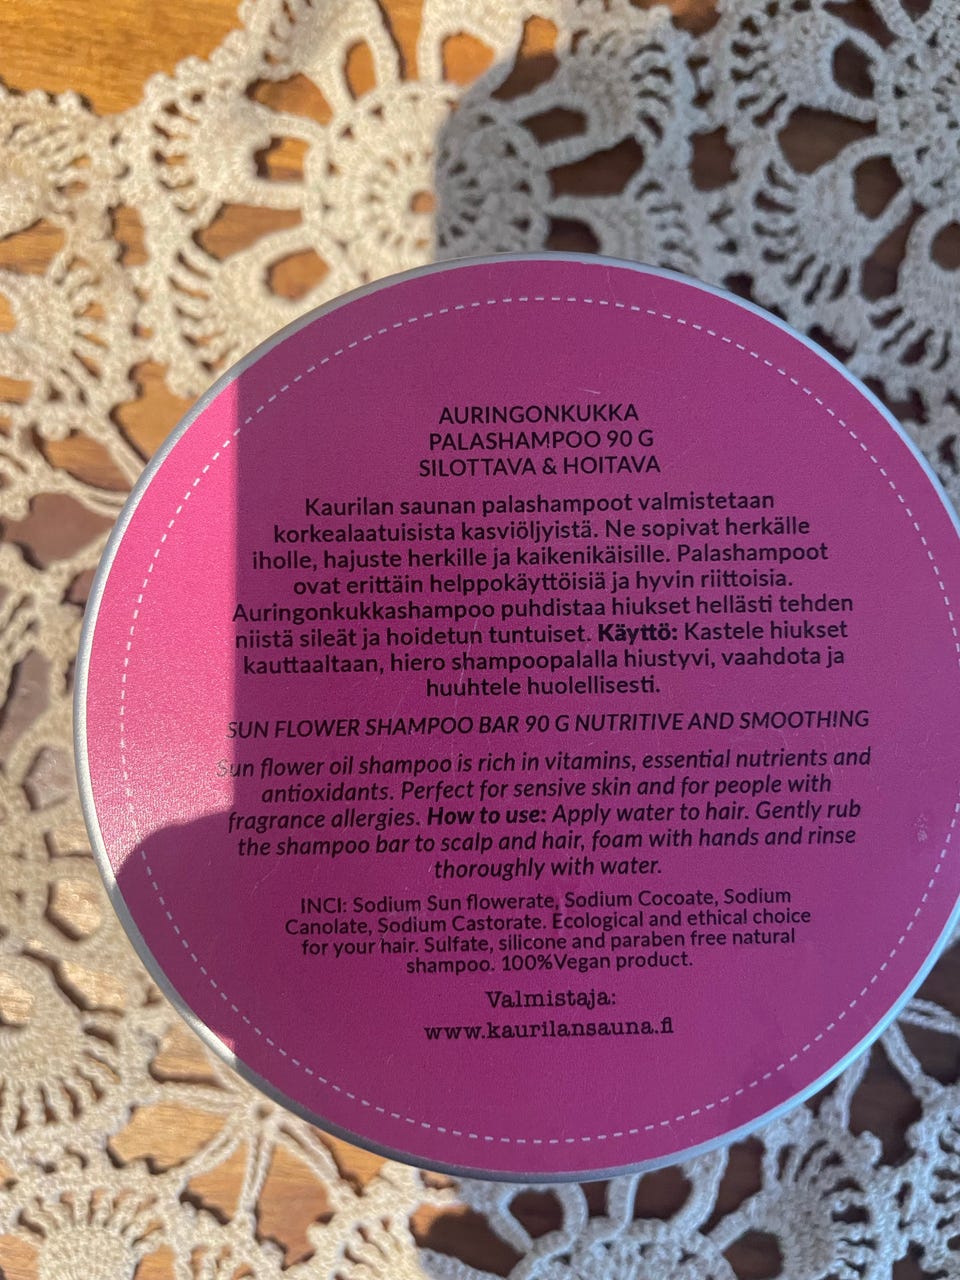 AURINGONKUKKA
PALASHAMPOO 90 G
SILOTTAVA & HOITAVA
Kaurilan saunan palashampoot valmistetaan
korkealaatuisista kasviöljyistä. Ne sopivat herkälle
iholle, hajuste herkille ja kaikenikäisille. Palashampoot
ovat erittäin helppokäyttöisiä ja hyvin riittoisia.
Auringonkukkashampoo puhdistaa hiukset hellästi tehden
niistä sileät ja hoidetun tuntuiset. Käyttö: Kastele hiukset
kauttaaltaan, hiero shampoopalalla hiustyvi, vaahdota ja
huuhtele huolellisesti.
SUN FLOWER SHAMPOO BAR 90 G NUTRITIVE AND SMOOTHING
Sun flower oil shampoo is rich in vitamins, essential nutrients and
antioxidants. Perfect for sensive skin and for people with
fragrance allergies. How to use: Apply water to hair. Gently rub
the shampoo bar to scalp and hair, foam with hands and rinse
thoroughly with water.
INCI: Sodium Sun flowerate, Sodium Cocoate, Sodium
Canolate, Sodium Castorate. Ecological and ethical choice
for your hair. Sulfate, silicone and paraben free natural
shampoo. 100%Vegan product.
Valmistaja:
www.kaurilansauna.fi